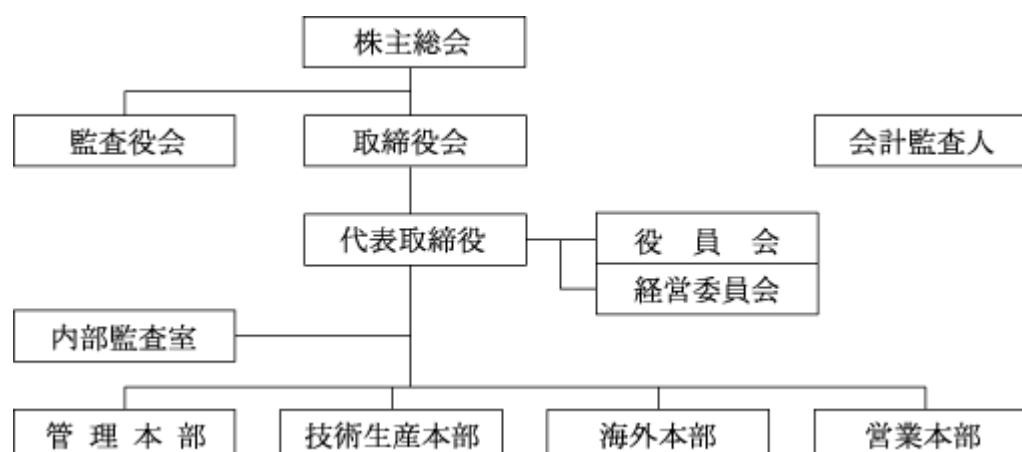 株主総会
監査役会
取締役会
会計監査人
代表取締役
役員会
経営委員会
内部監査室
管理本部
技術生産本部
海外本部
営業本部